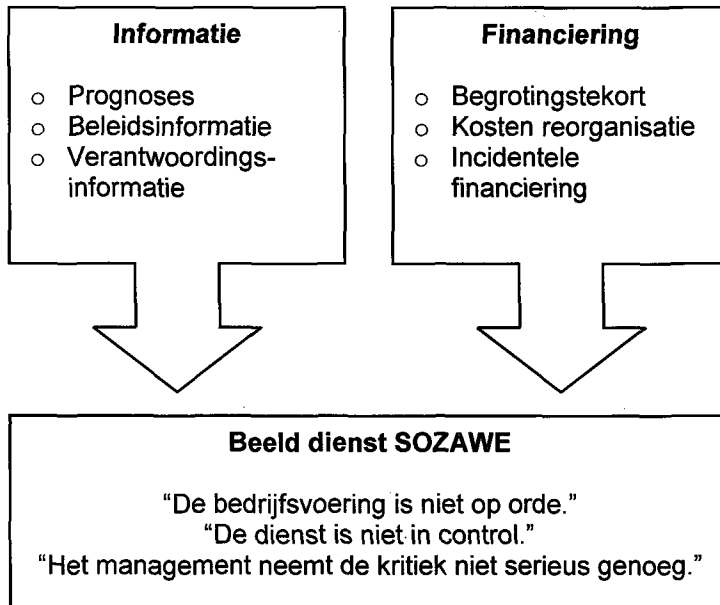 Informatie
○ Prognoses
○ Beleidsinformatie
○ Verantwoordings-
informatie
Financiering
○ Begrotingstekort
○ Kosten reorganisatie
○ Incidentele
financiering
Beeld dienst SOZAWE
“De bedrijfsvoering is niet op orde.”
“De dienst is niet in control.”
“Het management neemt de kritiek niet serieus genoeg.”